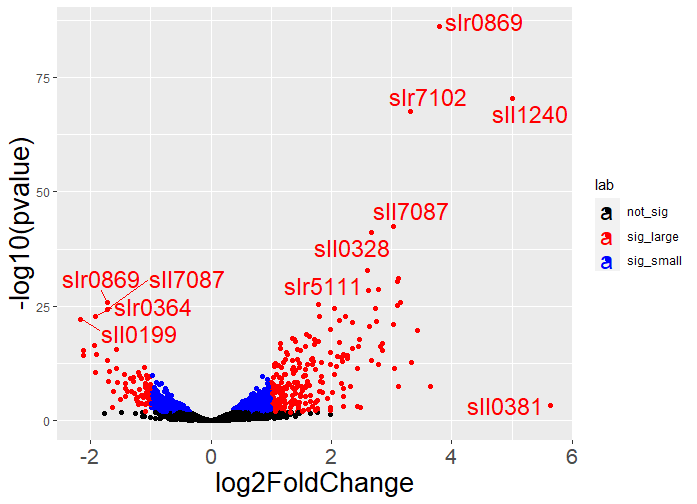 slr0869
slr7102
sll1240
sll7087
sll0328
slr5111
slr0869
sll7087
slr0364
sll0199
sll0381
75
50
25
0
-2
0
2
4
6
-log10(pvalue)
log2FoldChange
lab
a not_sig
a sig_large
a sig_small